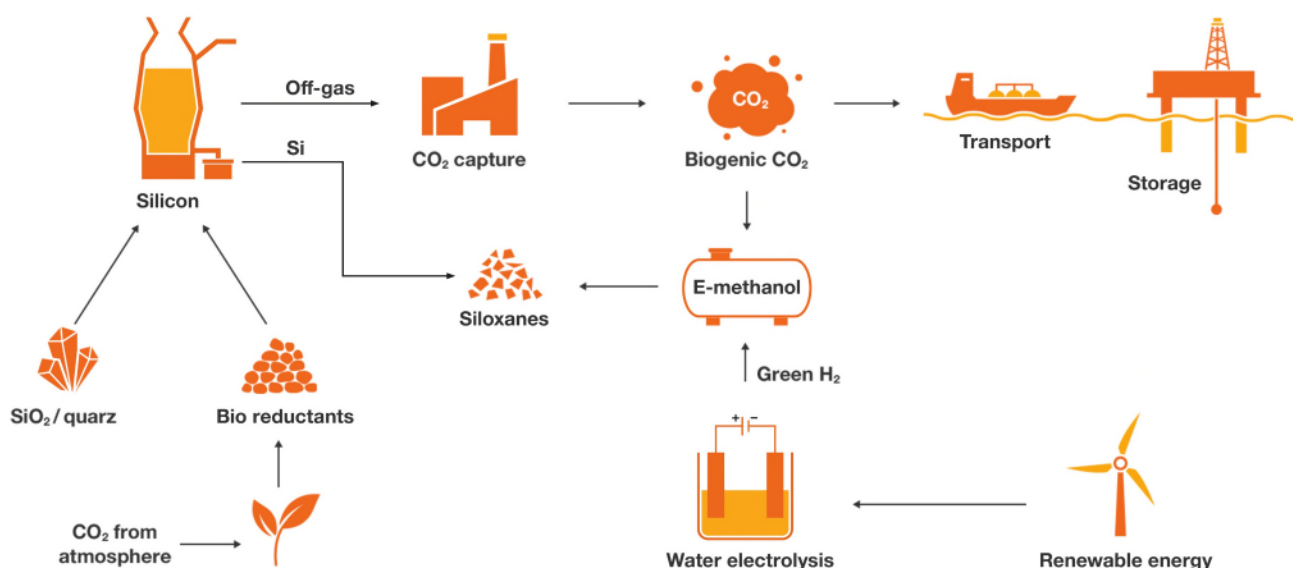 Off-gas
CO₂
Si
CO₂ capture
Biogenic CO₂
Transport
Storage
Silicon
E-methanol
Siloxanes
Green H₂
SiO₂ / quarz
Bio reductants
+ −
CO₂ from
atmosphere
Water electrolysis
Renewable energy